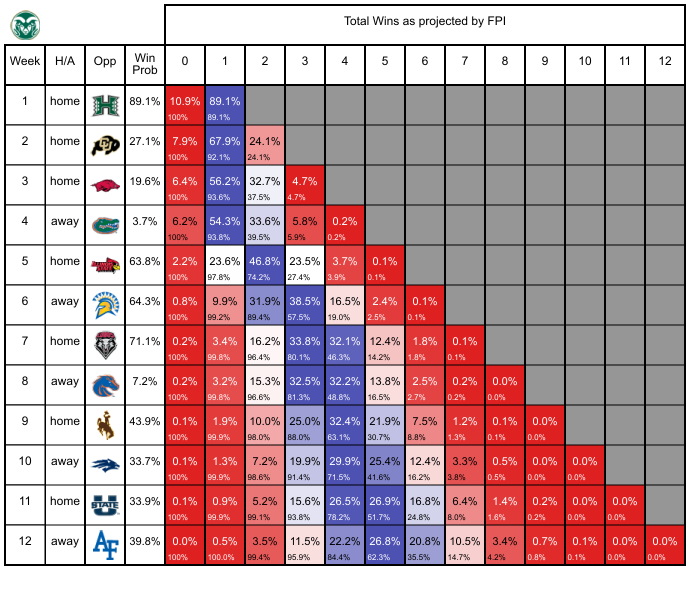 Total Wins as projected by FPI
Week H/A Opp Win Prob 0 1 2 3 4 5 6 7 8 9 10 11 12
1 home H 89.1% 10.9% 89.1%
100% 89.1%
2 home CU 27.1% 7.9% 67.9% 24.1%
100% 92.1% 24.1%
3 home 19.6% 6.4% 56.2% 32.7% 4.7%
100% 93.6% 37.5% 4.7%
4 away Gators 3.7% 6.2% 54.3% 33.6% 5.8% 0.2%
100% 93.8% 39.5% 5.9% 0.2%
5 home 63.8% 2.2% 23.6% 46.8% 23.5% 3.7% 0.1%
100% 97.8% 74.2% 27.4% 3.9% 0.1%
6 away 64.3% 0.8% 9.9% 31.9% 38.5% 16.5% 2.4% 0.1%
100% 99.2% 89.4% 57.5% 19.0% 2.5% 0.1%
7 home 71.1% 0.2% 3.4% 16.2% 33.8% 32.1% 12.4% 1.8% 0.1%
100% 99.8% 96.4% 80.1% 46.3% 14.2% 1.8% 0.1%
8 away 7.2% 0.2% 3.2% 15.3% 32.5% 32.2% 13.8% 2.5% 0.2% 0.0%
100% 99.8% 96.6% 81.3% 48.8% 16.5% 2.7% 0.2% 0.0%
9 home 43.9% 0.1% 1.9% 10.0% 25.0% 32.4% 21.9% 7.5% 1.2% 0.1% 0.0%
100% 99.9% 98.0% 88.0% 63.1% 30.7% 8.8% 1.3% 0.1% 0.0%
10 away 33.7% 0.1% 1.3% 7.2% 19.9% 29.9% 25.4% 12.4% 3.3% 0.5% 0.0% 0.0%
100% 99.9% 98.6% 91.4% 71.5% 41.6% 16.2% 3.8% 0.5% 0.0% 0.0%
11 home U STATE 33.9% 0.1% 0.9% 5.2% 15.6% 26.5% 26.9% 16.8% 6.4% 1.4% 0.2% 0.0% 0.0%
100% 99.9% 99.1% 93.8% 78.2% 51.7% 24.8% 8.0% 1.6% 0.2% 0.0% 0.0%
12 away AF 39.8% 0.0% 0.5% 3.5% 11.5% 22.2% 26.8% 20.8% 10.5% 3.4% 0.7% 0.1% 0.0% 0.0%
100% 100.0% 99.4% 95.9% 84.4% 62.3% 35.5% 14.7% 4.2% 0.8% 0.1% 0.0% 0.0%